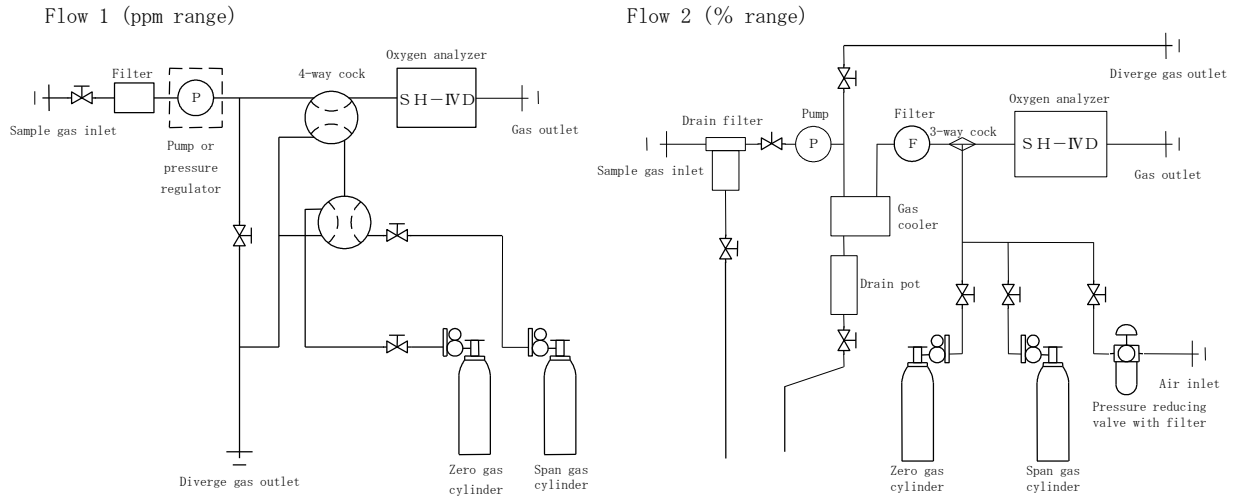 Flow 1 (ppm range)
Oxygen analyzer
Filter
4-way cock
P
SH-ⅣD
Sample gas inlet
Gas outlet
Pump or
pressure
regulator
Diverge gas outlet
Zero gas
cylinder
Span gas
cylinder
Flow 2 (% range)
Diverge gas outlet
Oxygen analyzer
Drain filter
Pump
Filter
3-way cock
P
F
SH-ⅣD
Sample gas inlet
Gas outlet
Gas
cooler
Drain pot
Air inlet
Pressure reducing
valve with filter
Zero gas
cylinder
Span gas
cylinder